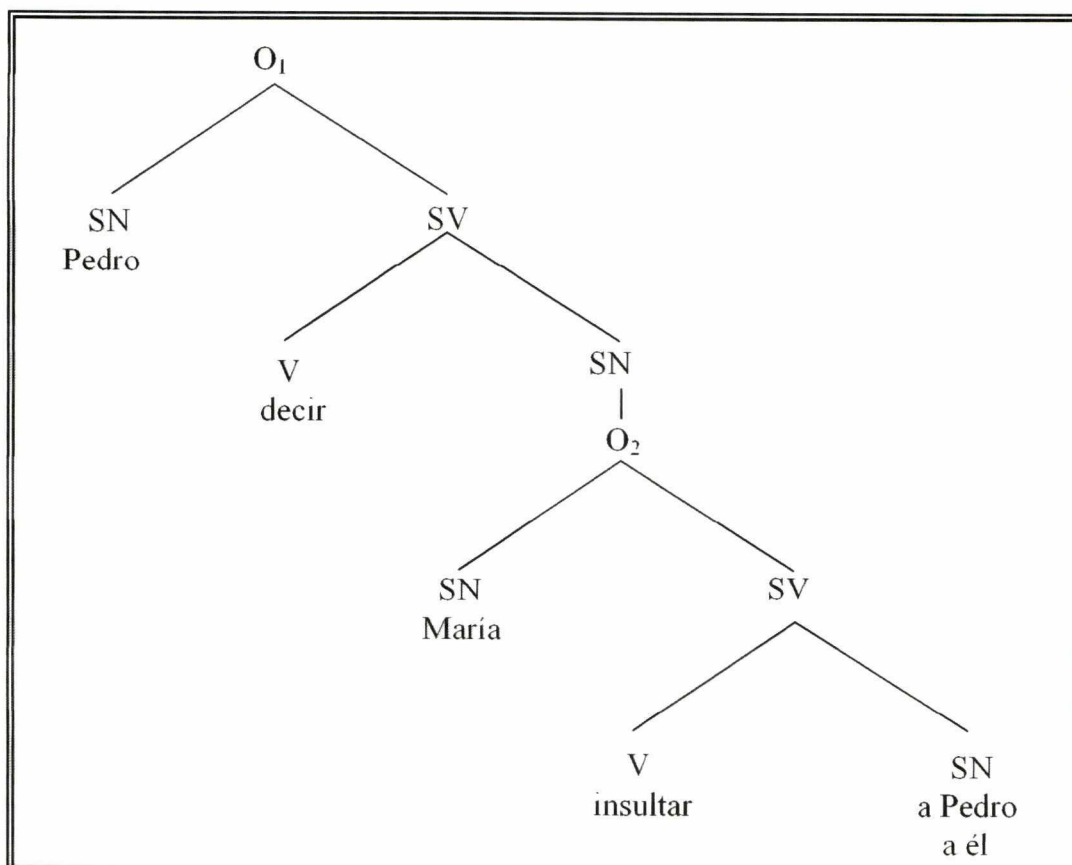 O₁
SN SV
Pedro
V SN
decir
O₂
SN SV
María
V SN
insultar a Pedro
a él